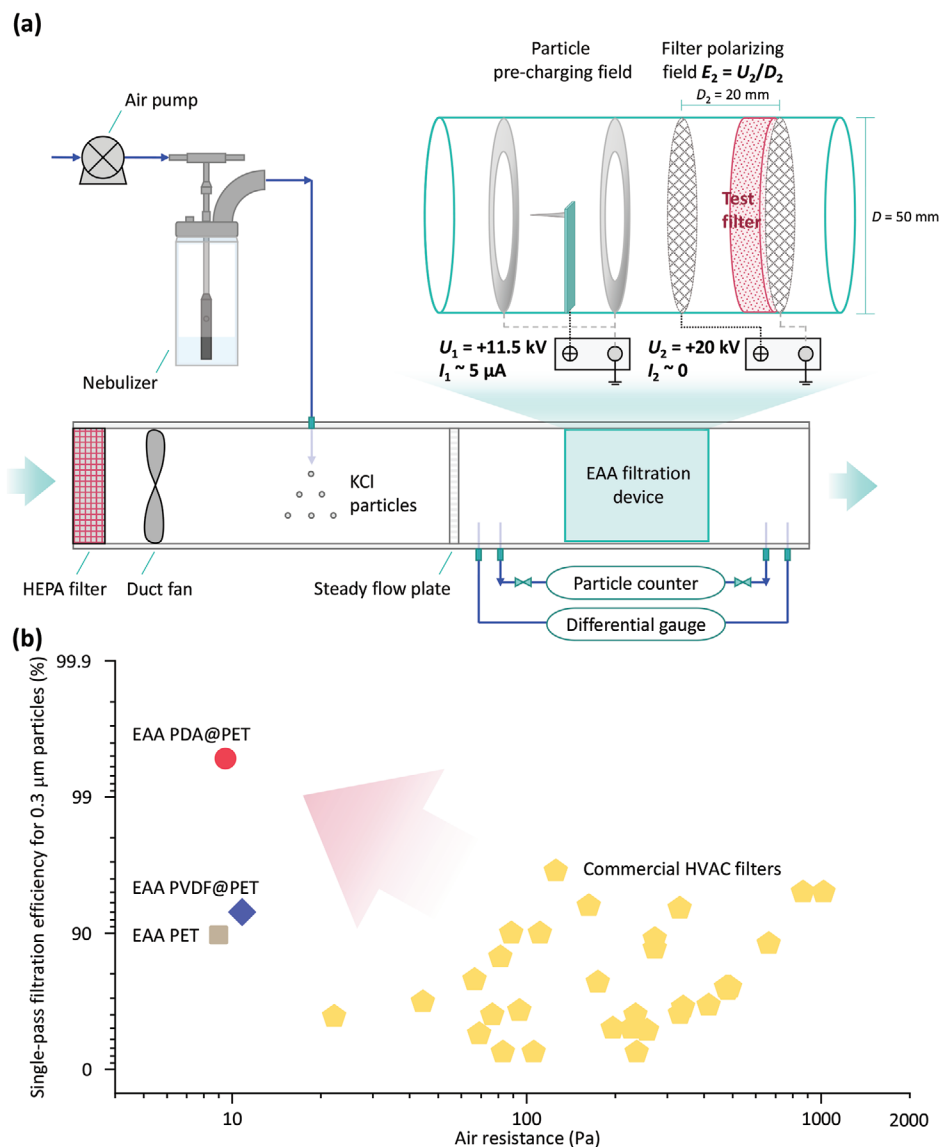 (a)
Particle
pre-charging field
Filter polarizing
field E₂ = U₂/D₂
D₂ = 20 mm
Air pump
Test
filter
D = 50 mm
U₁ = +11.5 kV
I₁ ~ 5 μA
U₂ = +20 kV
I₂ ~ 0
Nebulizer
KCl
particles
EAA filtration
device
HEPA filter
Duct fan
Steady flow plate
Particle counter
Differential gauge
(b)
Single-pass filtration efficiency for 0.3 μm particles (%)
99.9
99
90
0
EAA PDA@PET
EAA PVDF@PET
EAA PET
Commercial HVAC filters
10
100
1000
2000
Air resistance (Pa)